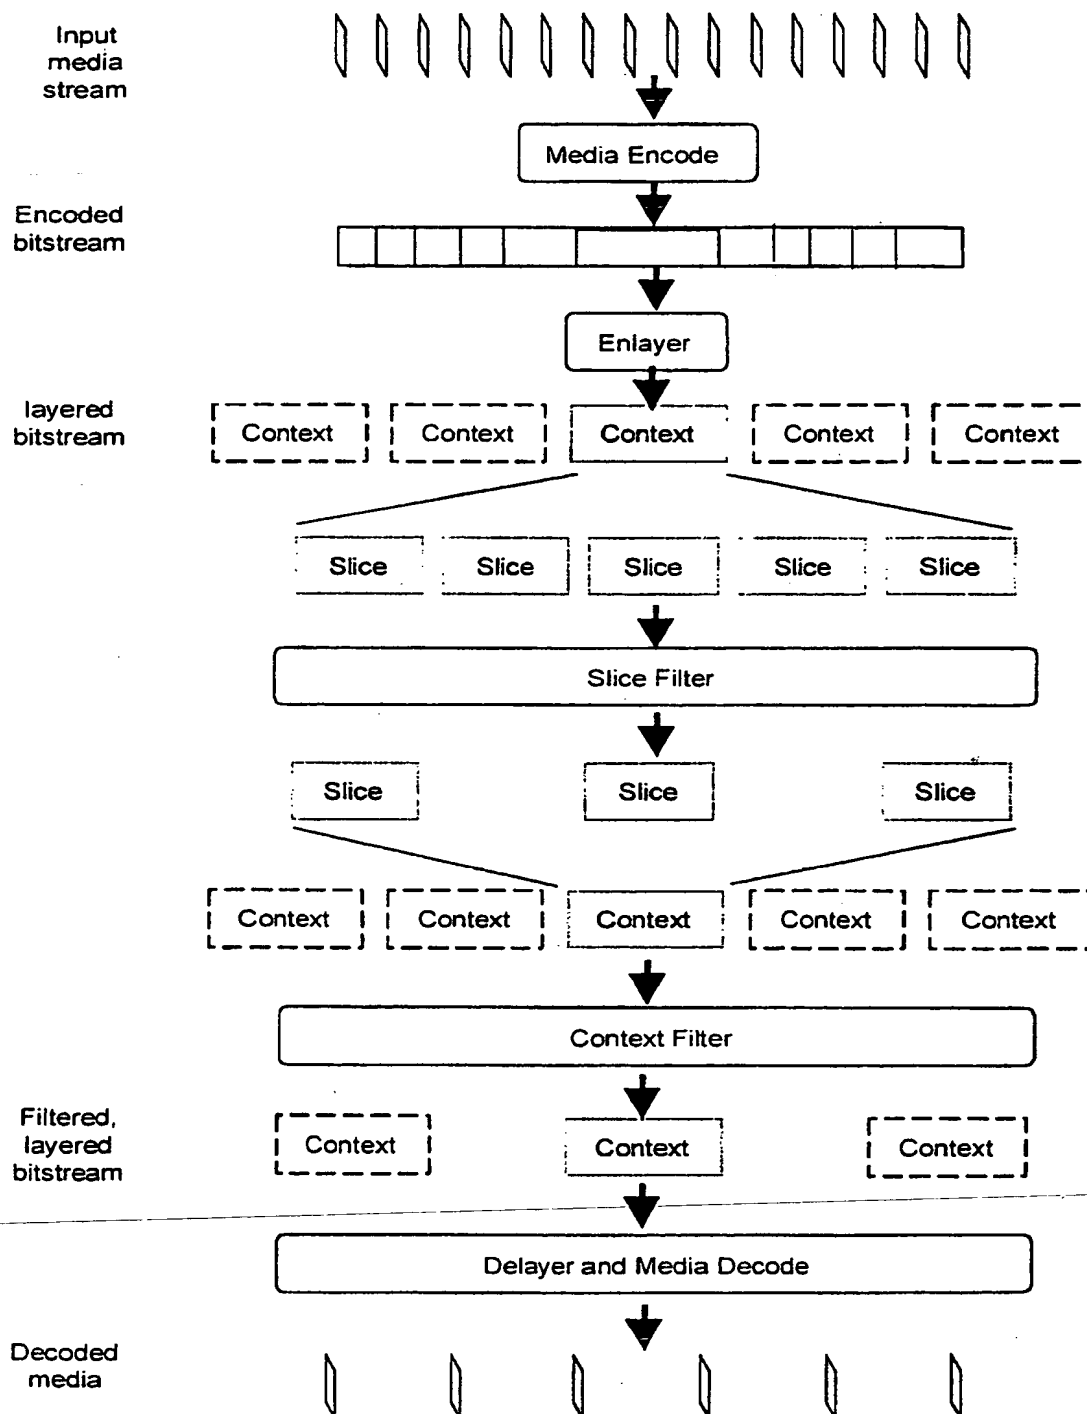 Input
media
stream
Media Encode
Encoded
bitstream
Enlayer
layered
bitstream
Context Context Context Context Context
Slice Slice Slice Slice Slice
Slice Filter
Slice Slice Slice
Context Context Context Context Context
Context Filter
Filtered,
layered
bitstream
Context Context Context
Delayer and Media Decode
Decoded
media